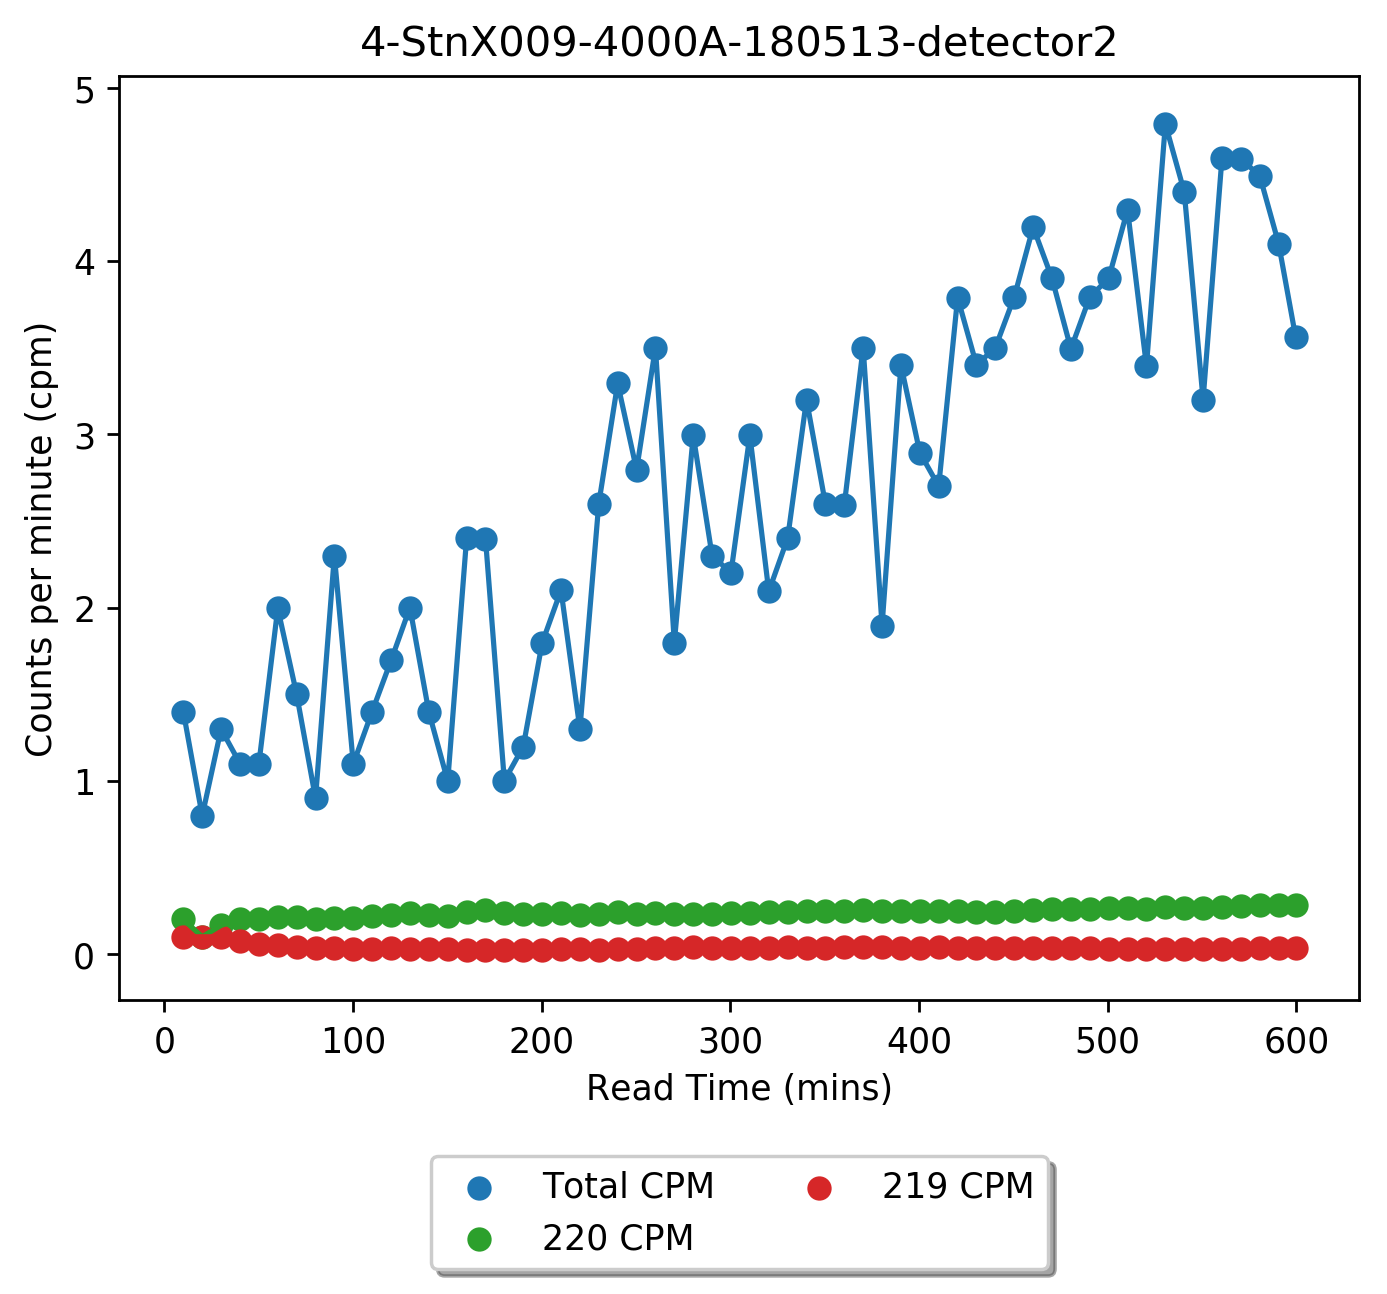 4-StnX009-4000A-180513-detector2
5
4
3
2
1
0
Counts per minute (cpm)
0 100 200 300 400 500 600
Read Time (mins)
Total CPM 219 CPM
220 CPM